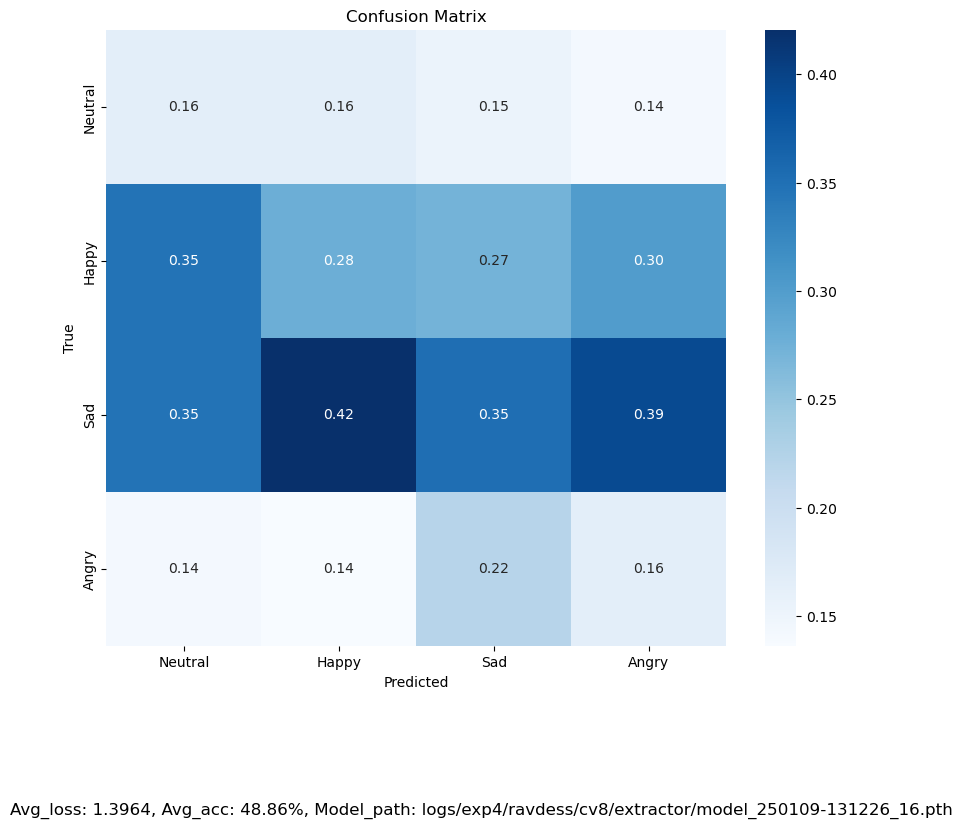 Confusion Matrix
Neutral 0.16 0.16 0.15 0.14
Happy 0.35 0.28 0.27 0.30
Sad 0.35 0.42 0.35 0.39
Angry 0.14 0.14 0.22 0.16
True
Neutral Happy Sad Angry
Predicted
0.40
0.35
0.30
0.25
0.20
0.15
Avg_loss: 1.3964, Avg_acc: 48.86%, Model_path: logs/exp4/ravdess/cv8/extractor/model_250109-131226_16.pth